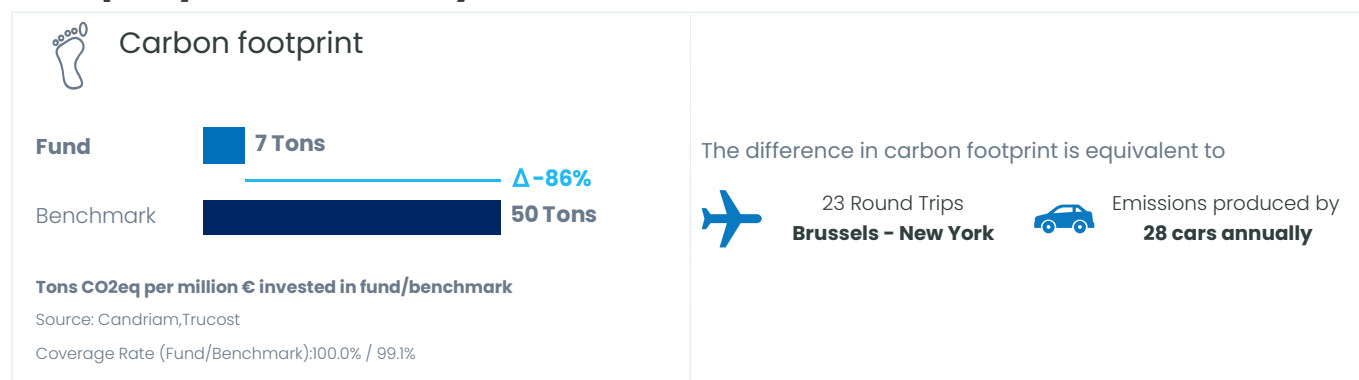 Carbon footprint
Fund
7 Tons
Δ -86%
Benchmark
50 Tons
Tons CO2eq per million € invested in fund/benchmark
Source: Candriam,Trucost
Coverage Rate (Fund/Benchmark):100.0% / 99.1%
The difference in carbon footprint is equivalent to
23 Round Trips
Brussels - New York
Emissions produced by
28 cars annually